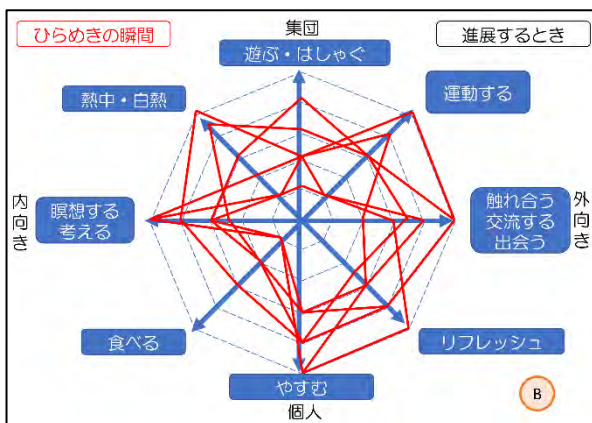 ひらめきの瞬間
集団
進展するとき
遊ぶ・はしゃぐ
熱中・白熱
運動する
内向き
瞑想する
考える
触れ合う
交流する
出会う
外向き
食べる
リフレッシュ
やすむ
個人
B